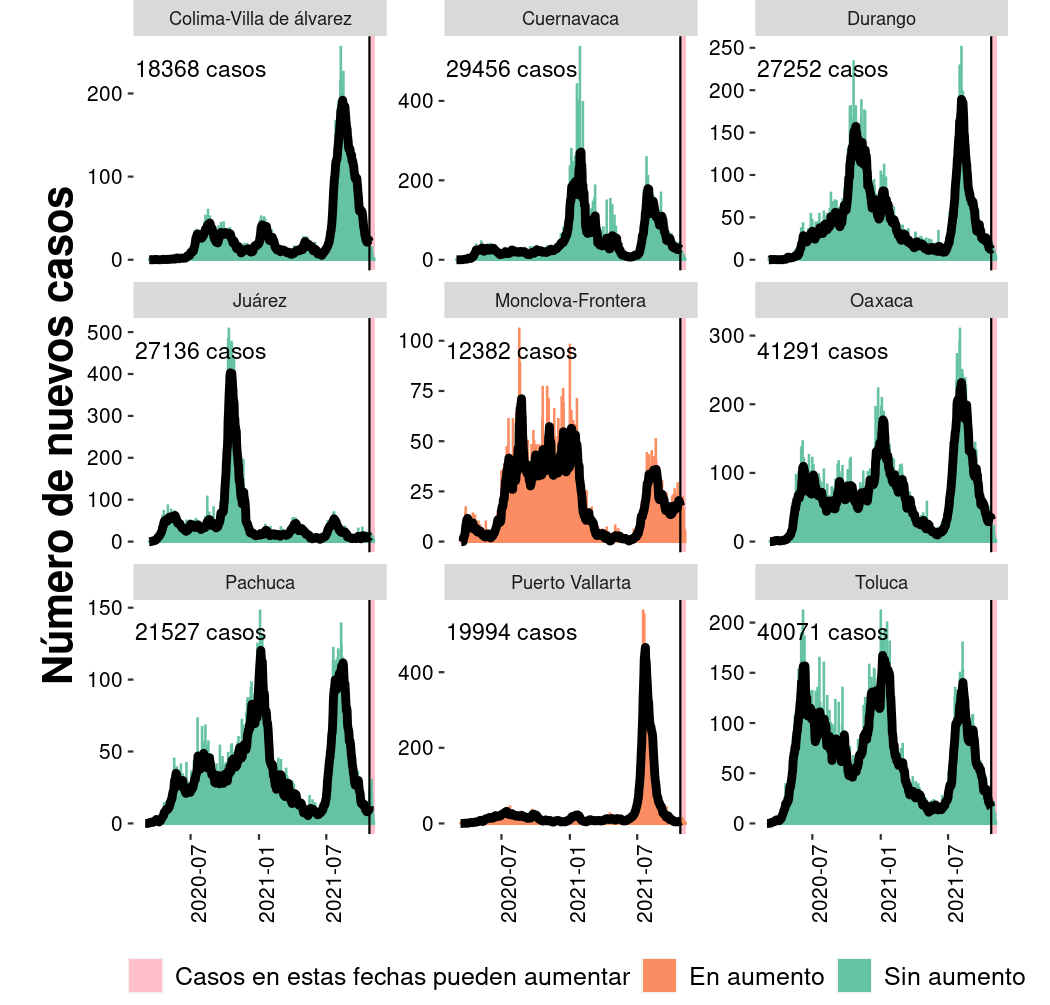 Número de nuevos casos
Colima-Villa de álvarez
Cuernavaca
Durango
18368 casos
29456 casos
27252 casos
200
100
0
400
200
0
250
200
150
100
50
0
Juárez
Monclova-Frontera
Oaxaca
27136 casos
12382 casos
41291 casos
500
400
300
200
100
0
100
75
50
25
0
300
200
100
0
Pachuca
Puerto Vallarta
Toluca
21527 casos
19994 casos
40071 casos
150
100
50
0
400
200
0
200
150
100
50
0
2020-07
2021-01
2021-07
2020-07
2021-01
2021-07
2020-07
2021-01
2021-07
Casos en estas fechas pueden aumentar
En aumento
Sin aumento